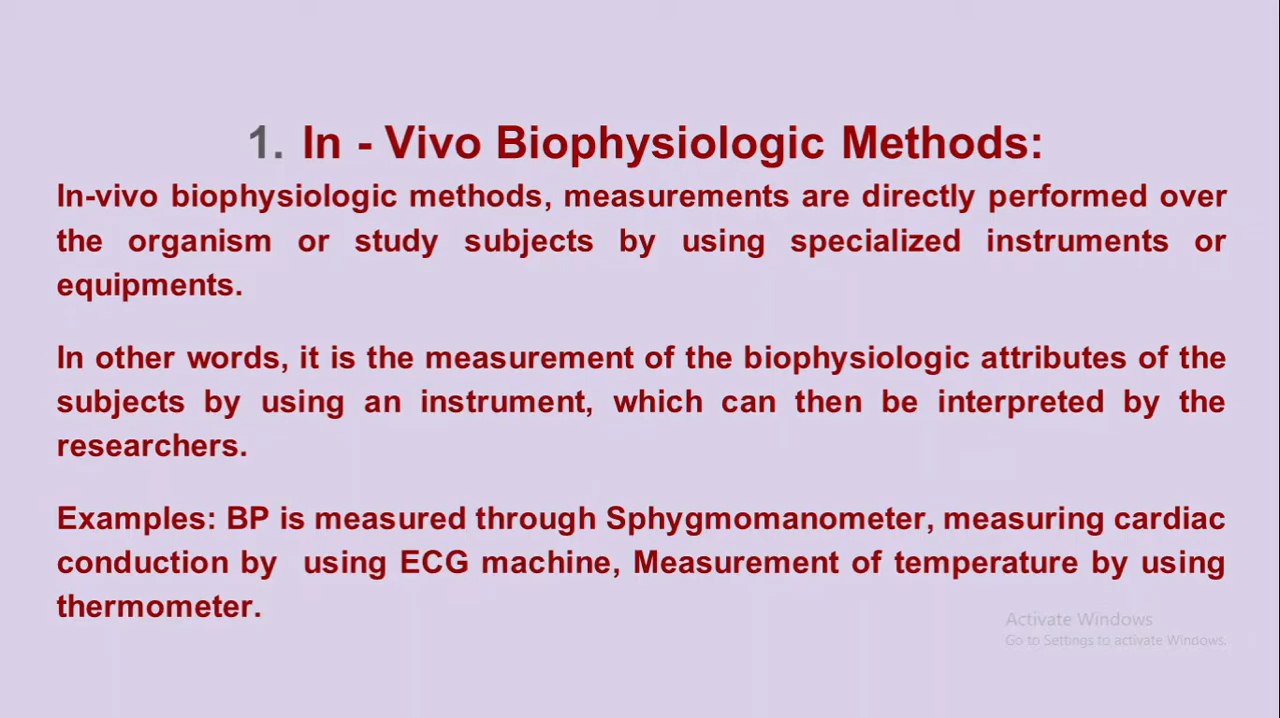 1. In - Vivo Biophysiologic Methods:
In-vivo biophysiologic methods, measurements are directly performed over
the organism or study subjects by using specialized instruments or
equipments.
In other words, it is the measurement of the biophysiologic attributes of the
subjects by using an instrument, which can then be interpreted by the
researchers.
Examples: BP is measured through Sphygmomanometer, measuring cardiac
conduction by using ECG machine, Measurement of temperature by using
thermometer.
Activate Windows
Go to Settings to activate Windows.